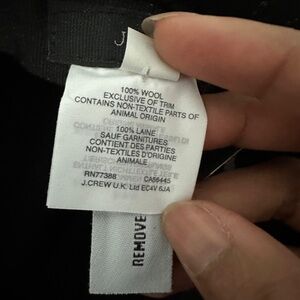 100% WOOL
EXCLUSIVE OF TRIM
CONTAINS NON-TEXTILE PARTS OF
ANIMAL ORIGIN
100% LAINE
SAUF GARNITURES
CONTIENT DES PARTIES
NON-TEXTILES D'ORIGINE
ANIMALE
RN77388 CA56445
J.CREW U.K. Ltd EC4V 6JA
REMOVE